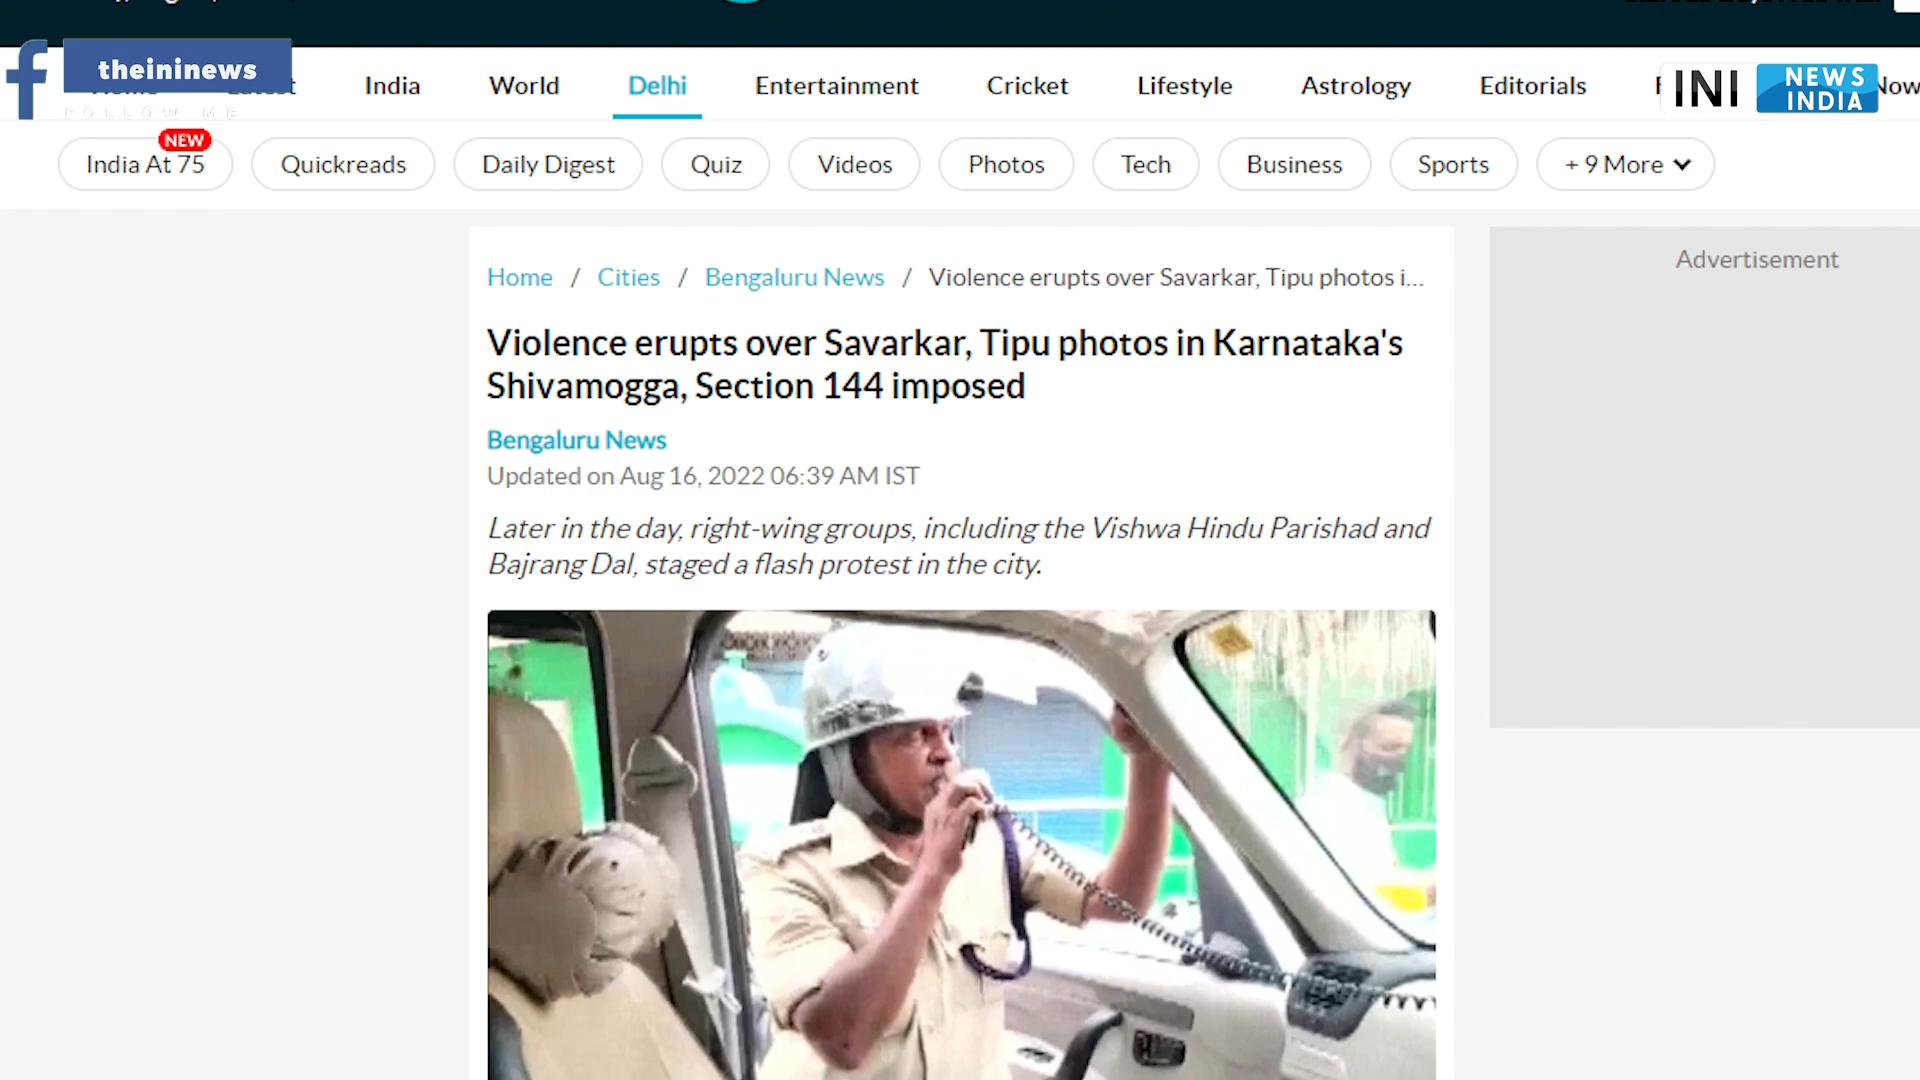 theininews
FOLLOW ME
India World Delhi Entertainment Cricket Lifestyle Astrology Editorials
INI NEWS INDIA
NEW
India At 75 Quickreads Daily Digest Quiz Videos Photos Tech Business Sports + 9 More
Home / Cities / Bengaluru News / Violence erupts over Savarkar, Tipu photos i...
Advertisement
Violence erupts over Savarkar, Tipu photos in Karnataka's
Shivamogga, Section 144 imposed
Bengaluru News
Updated on Aug 16, 2022 06:39 AM IST
Later in the day, right-wing groups, including the Vishwa Hindu Parishad and
Bajrang Dal, staged a flash protest in the city.